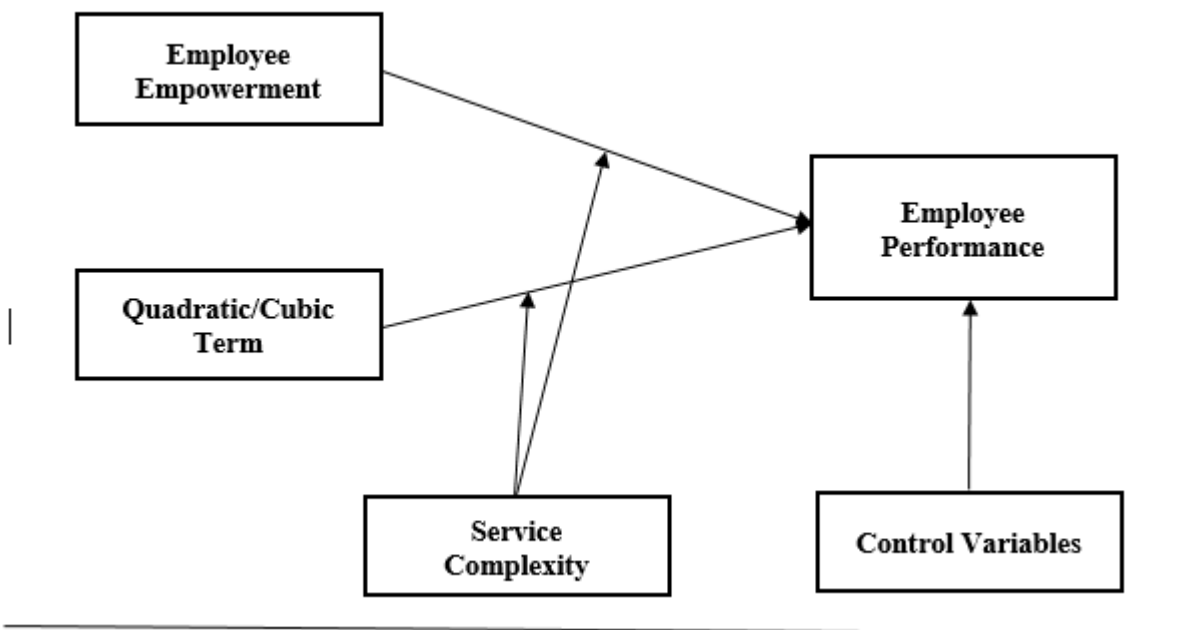 Employee
Empowerment
Employee
Performance
Quadratic/Cubic
Term
Service
Complexity
Control Variables